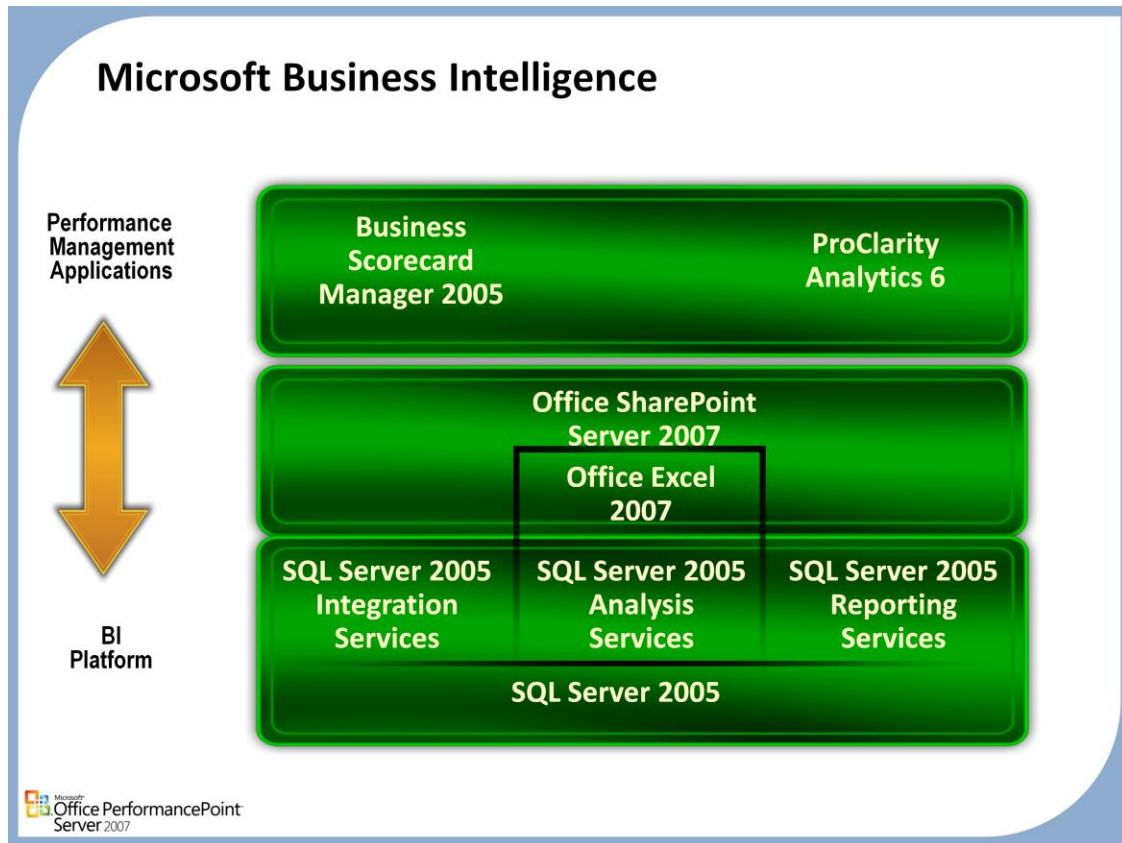 Microsoft Business Intelligence
Performance
Management
Applications
Business
Scorecard
Manager 2005
ProClarity
Analytics 6
Office SharePoint
Server 2007
Office Excel
2007
SQL Server 2005
Integration
Services
SQL Server 2005
Analysis
Services
SQL Server 2005
Reporting
Services
BI
Platform
SQL Server 2005
Microsoft
Office PerformancePoint
Server 2007